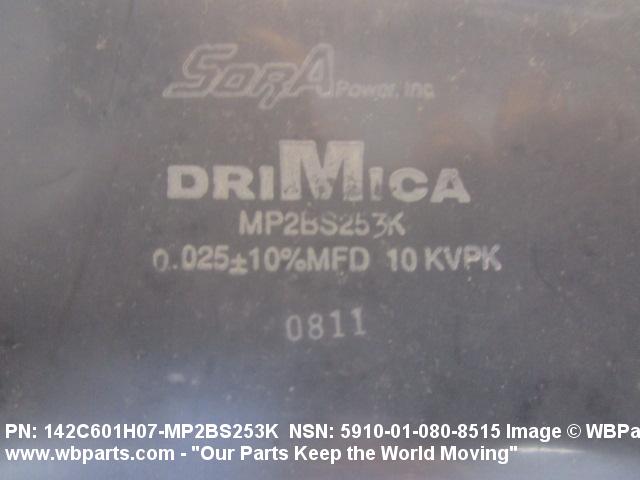 SorA Power, Inc
DRIMICA
MP2BS253K
0.025±10%MFD 10 KVPK
0811
PN: 142C601H07-MP2BS253K NSN: 5910-01-080-8515 Image © WBPa
www.wbparts.com - "Our Parts Keep the World Moving"